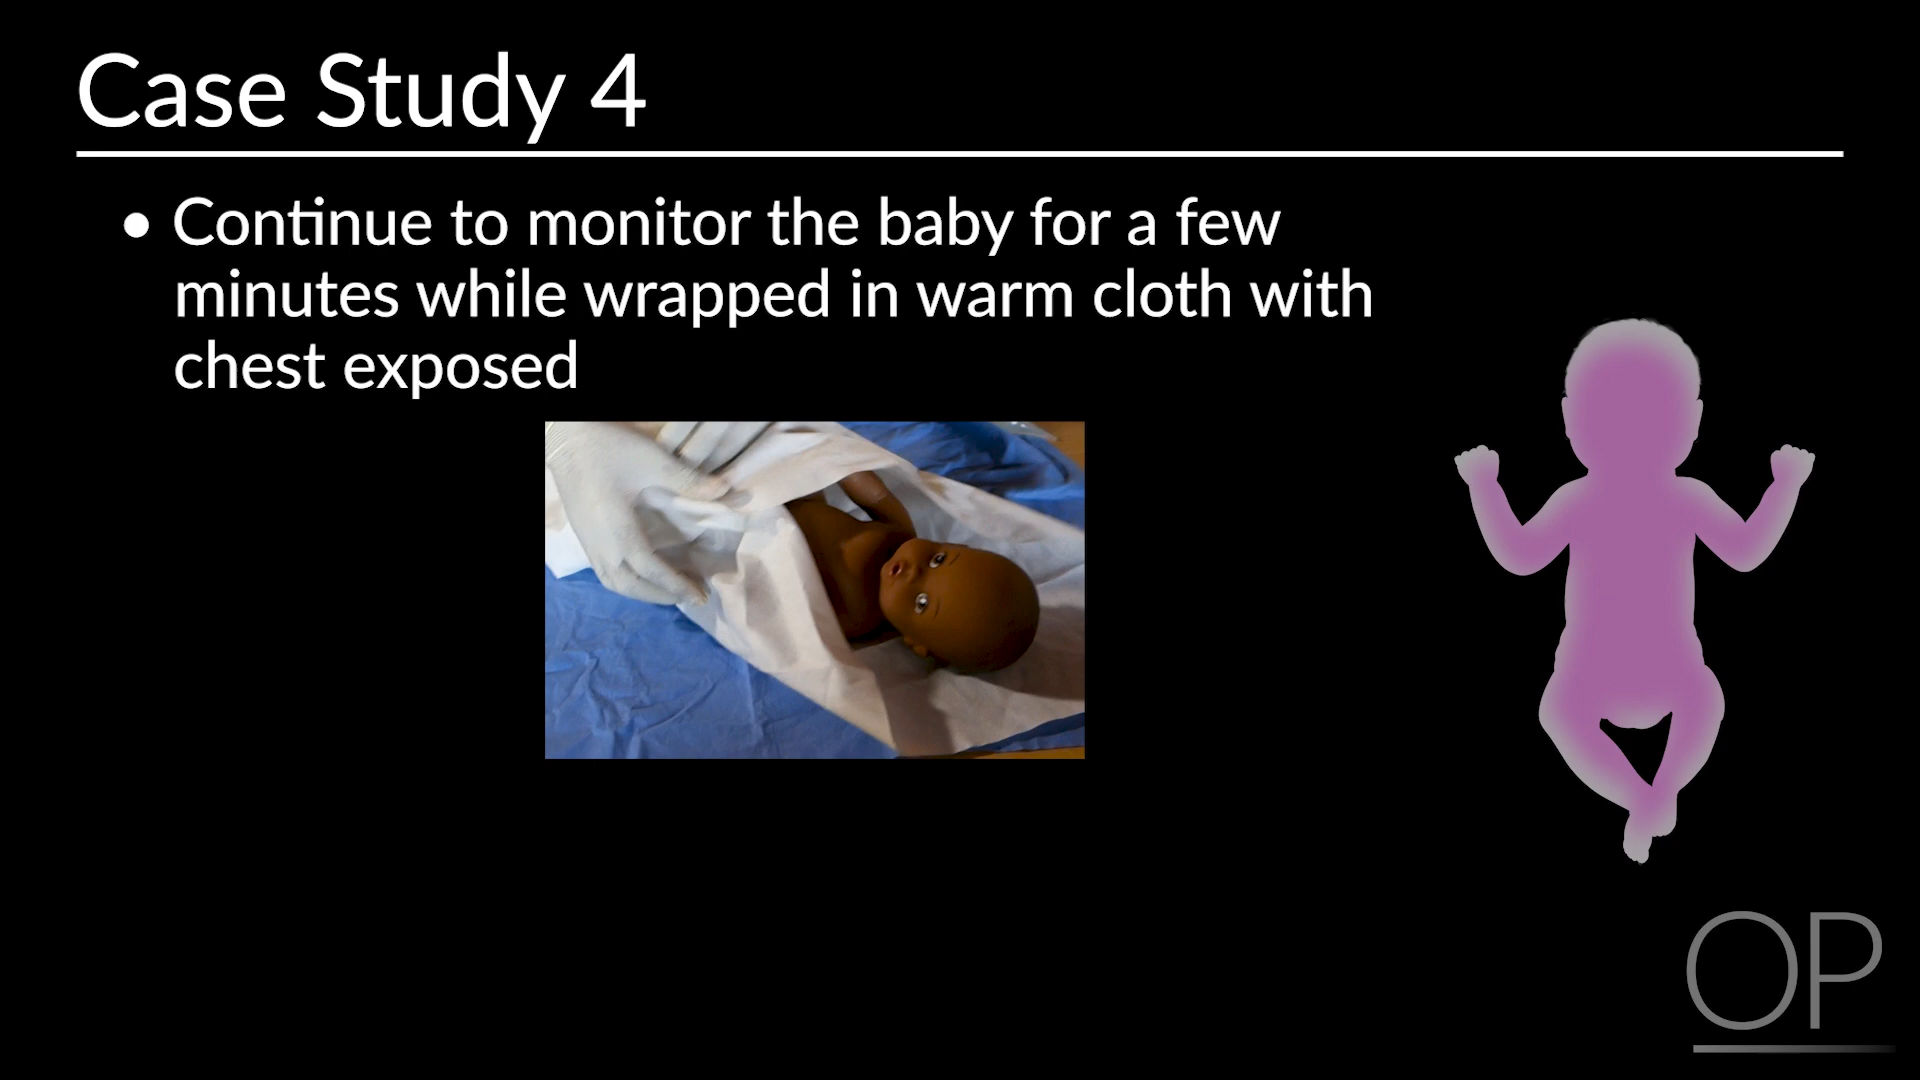 Case Study 4
• Continue to monitor the baby for a few
minutes while wrapped in warm cloth with
chest exposed
OP